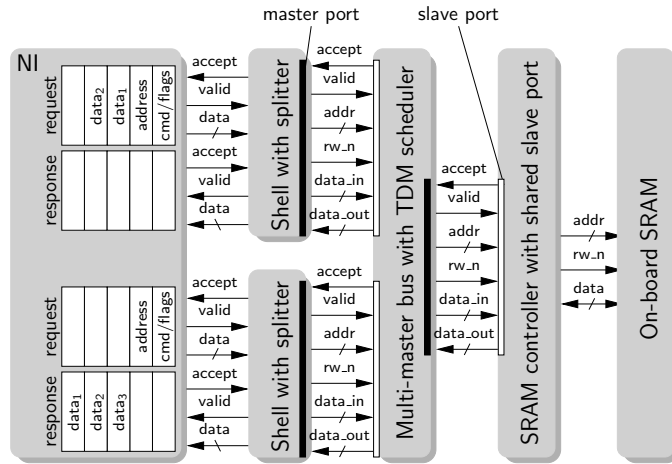 master port
slave port
NI
request
data2
data1
address
cmd/flags
response
accept
valid
data
accept
valid
data
Shell with splitter
accept
valid
addr
rw_n
data_in
data_out
request
address
cmd/flags
response
data1
data2
data3
accept
valid
data
accept
valid
data
Shell with splitter
accept
valid
addr
rw_n
data_in
data_out
Multi-master bus with TDM scheduler
accept
valid
addr
rw_n
data_in
data_out
SRAM controller with shared slave port
addr
rw_n
data
On-board SRAM